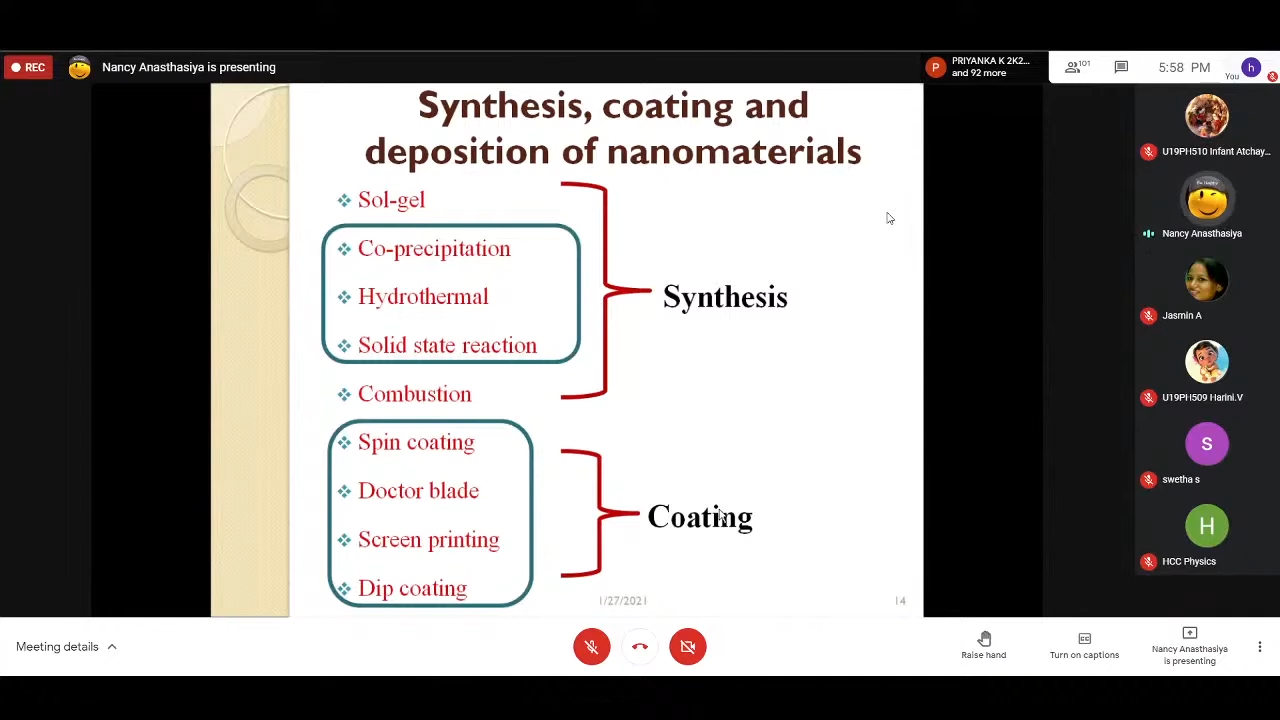 REC
Nancy Anasthasiya is presenting
P
PRIYANKA K 2K2...
and 92 more
101
5:58 PM
You
h
Synthesis, coating and
deposition of nanomaterials
Sol-gel
Co-precipitation
Hydrothermal
Solid state reaction
Combustion
Synthesis
Spin coating
Doctor blade
Screen printing
Dip coating
Coating
1/27/2021
14
U19PH510 Infant Atchay...
Nancy Anasthasiya
Jasmin A
U19PH509 Harini.V
S
swetha s
H
HCC Physics
Meeting details
Raise hand
Turn on captions
Nancy Anasthasiya
is presenting